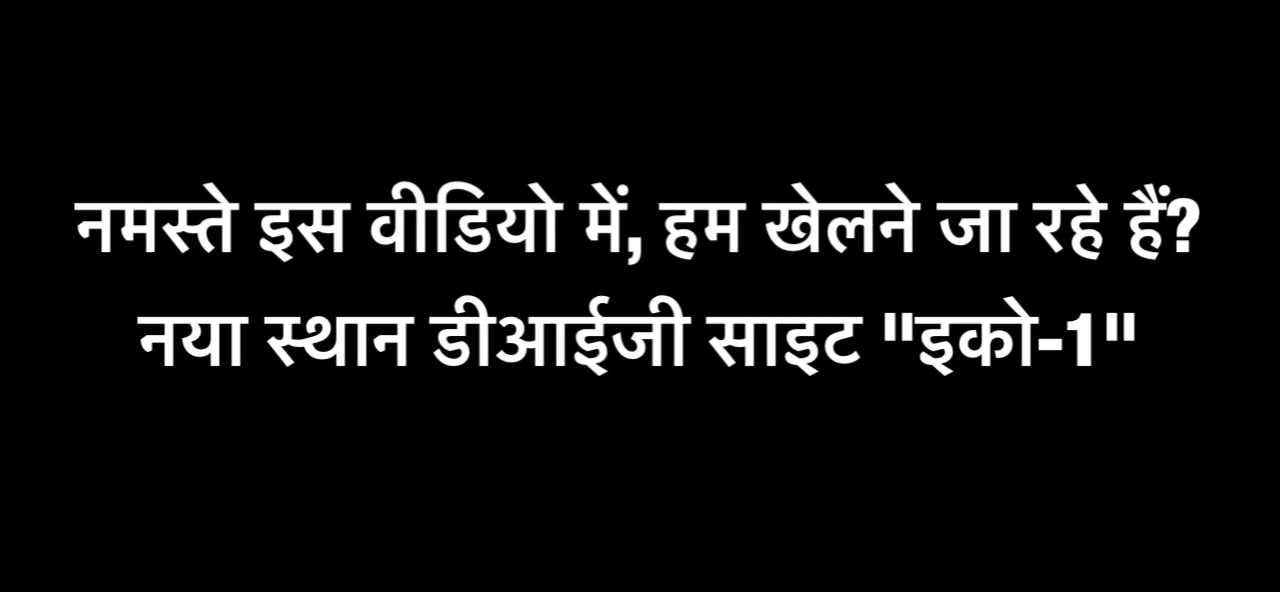 नमस्ते इस वीडियो में, हम खेलने जा रहे हैं?
नया स्थान डीआईजी साइट "इको-1"